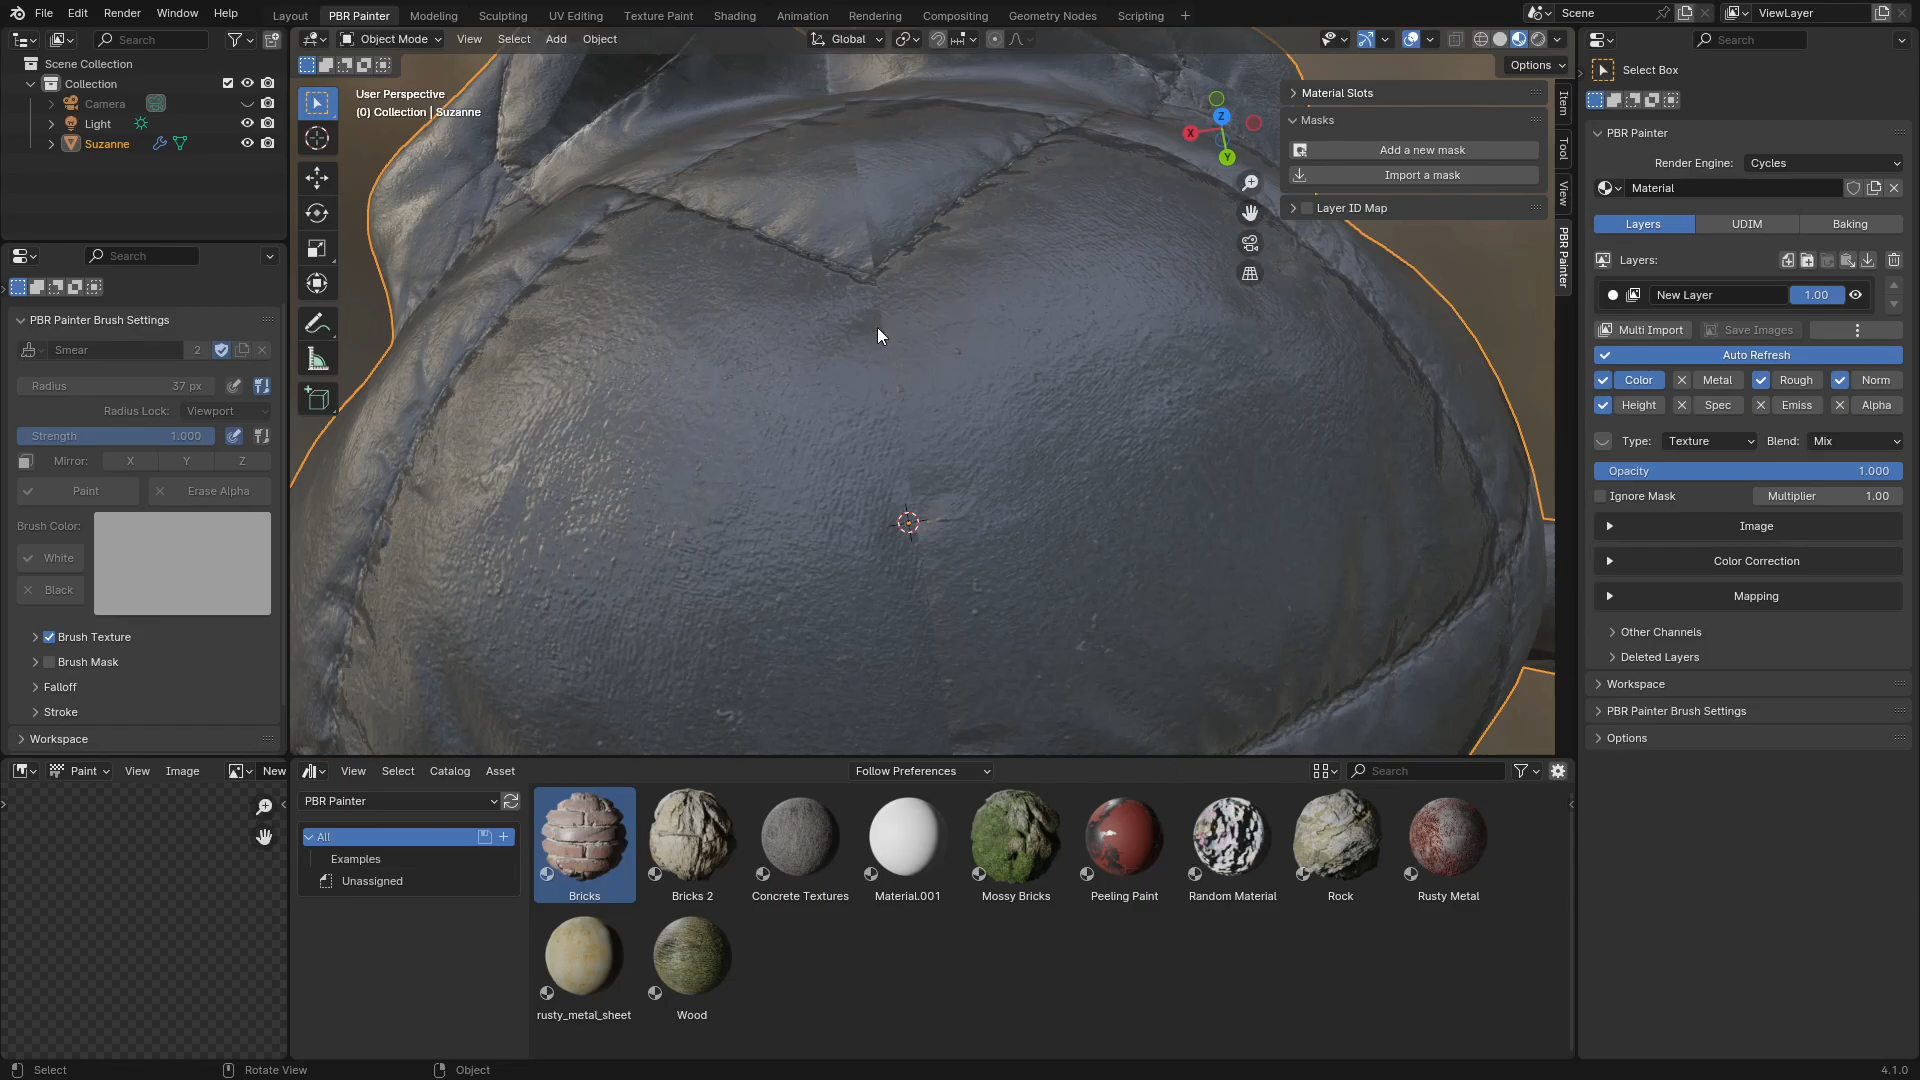 File Edit Render Window Help
Layout PBR Painter Modeling Sculpting UV Editing Texture Paint Shading Animation Rendering Compositing Geometry Nodes Scripting +
Scene
ViewLayer
Search
Scene Collection
Collection
Camera
Light
Suzanne
Search
PBR Painter Brush Settings
Smear 2
Radius 37 px
Radius Lock: Viewport
Strength 1.000
Mirror: X Y Z
Paint Erase Alpha
Brush Color:
White
Black
Brush Texture
Brush Mask
Falloff
Stroke
Workspace
Paint View Image New
Object Mode View Select Add Object
Global
Options
User Perspective
(0) Collection | Suzanne
Z
X
Y
Material Slots
Masks
Add a new mask
Import a mask
Layer ID Map
Item
Tool
View
PBR Painter
View Select Catalog Asset
Follow Preferences
Search
PBR Painter
All
Examples
Unassigned
Bricks
Bricks 2
Concrete Textures
Material.001
Mossy Bricks
Peeling Paint
Random Material
Rock
Rusty Metal
rusty_metal_sheet
Wood
Search
Select Box
PBR Painter
Render Engine: Cycles
Material
Layers UDIM Baking
Layers:
New Layer 1.00
Multi Import Save Images
Auto Refresh
Color Metal Rough Norm
Height Spec Emiss Alpha
Type: Texture Blend: Mix
Opacity 1.000
Ignore Mask Multiplier 1.00
Image
Color Correction
Mapping
Other Channels
Deleted Layers
Workspace
PBR Painter Brush Settings
Options
Select Rotate View Object
4.1.0